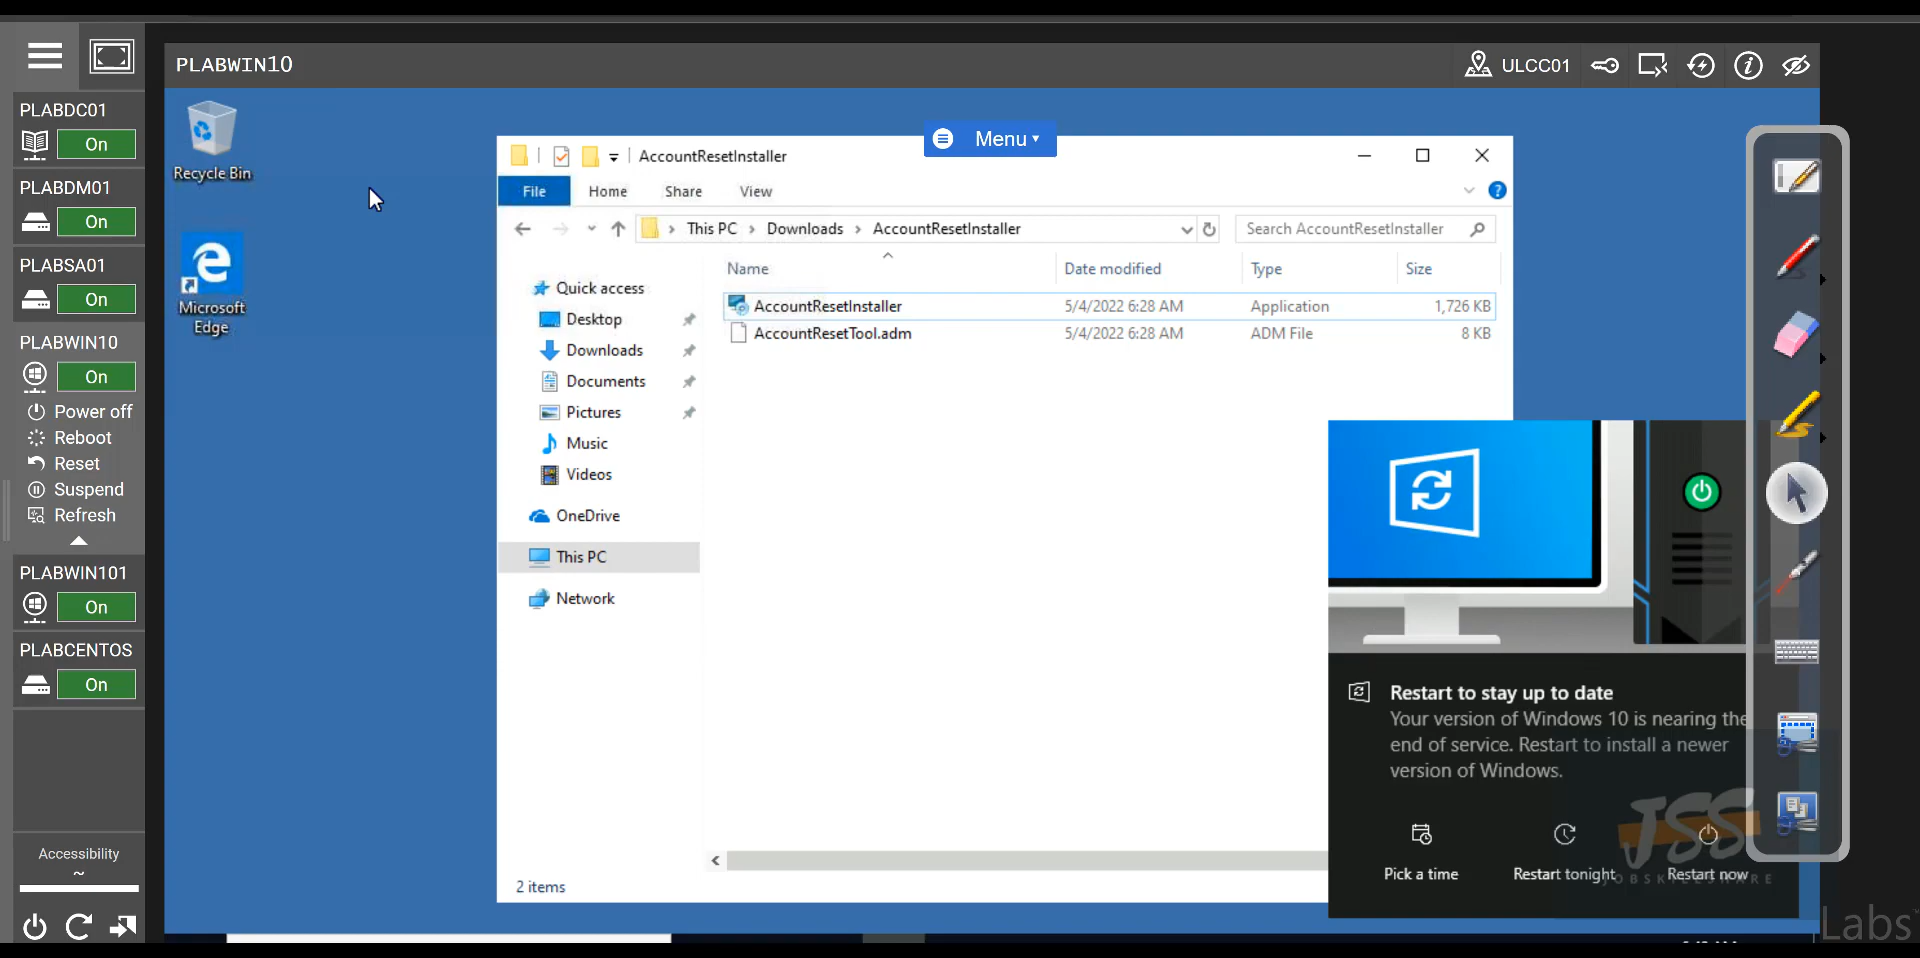 PLABWIN10
ULCC01
PLABDC01
On
PLABDM01
On
PLABSA01
On
PLABWIN10
On
Power off
Reboot
Reset
Suspend
Refresh
PLABWIN101
On
PLABCENTOS
On
Accessibility
Recycle Bin
Microsoft
Edge
Menu
AccountResetInstaller
File Home Share View
This PC > Downloads > AccountResetInstaller
Search AccountResetInstaller
Name Date modified Type Size
AccountResetInstaller 5/4/2022 6:28 AM Application 1,726 KB
AccountResetTool.adm 5/4/2022 6:28 AM ADM File 8 KB
Quick access
Desktop
Downloads
Documents
Pictures
Music
Videos
OneDrive
This PC
Network
2 items
Restart to stay up to date
Your version of Windows 10 is nearing the
end of service. Restart to install a newer
version of Windows.
Pick a time Restart tonight Restart now
JSS
JOBSKILLSHARE
Labs